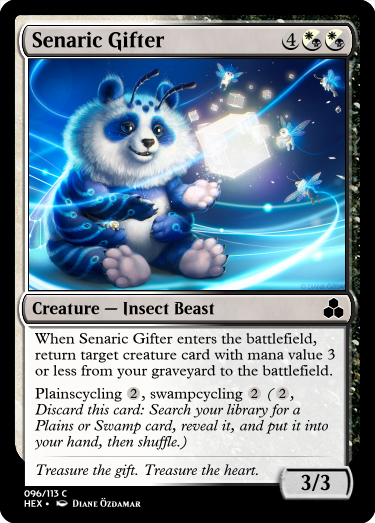 Senaric Gifter 4
Creature — Insect Beast
When Senaric Gifter enters the battlefield,
return target creature card with mana value 3
or less from your graveyard to the battlefield.
Plainscycling 2, swampcycling 2 (2,
Discard this card: Search your library for a
Plains or Swamp card, reveal it, and put it into
your hand, then shuffle.)
Treasure the gift. Treasure the heart.
3/3
096/113 C
HEX • Diane Özdamar